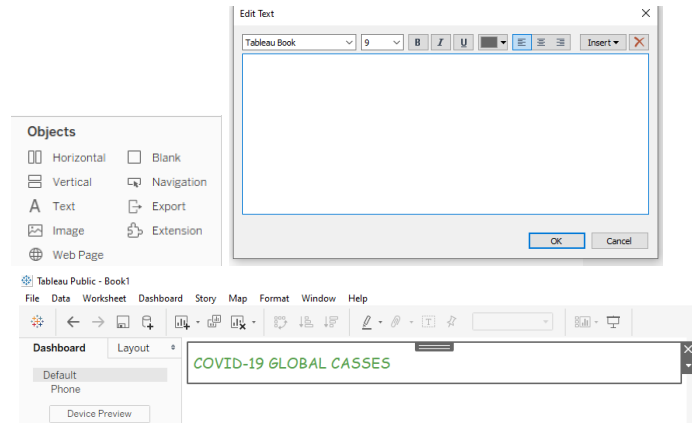 Edit Text
Tableau Book 9 B I U Insert
OK Cancel
Objects
Horizontal Blank
Vertical Navigation
A Text Export
Image Extension
Web Page
Tableau Public - Book1
File Data Worksheet Dashboard Story Map Format Window Help
T
Dashboard Layout
COVID-19 GLOBAL CASSES
Default
Phone
Device Preview